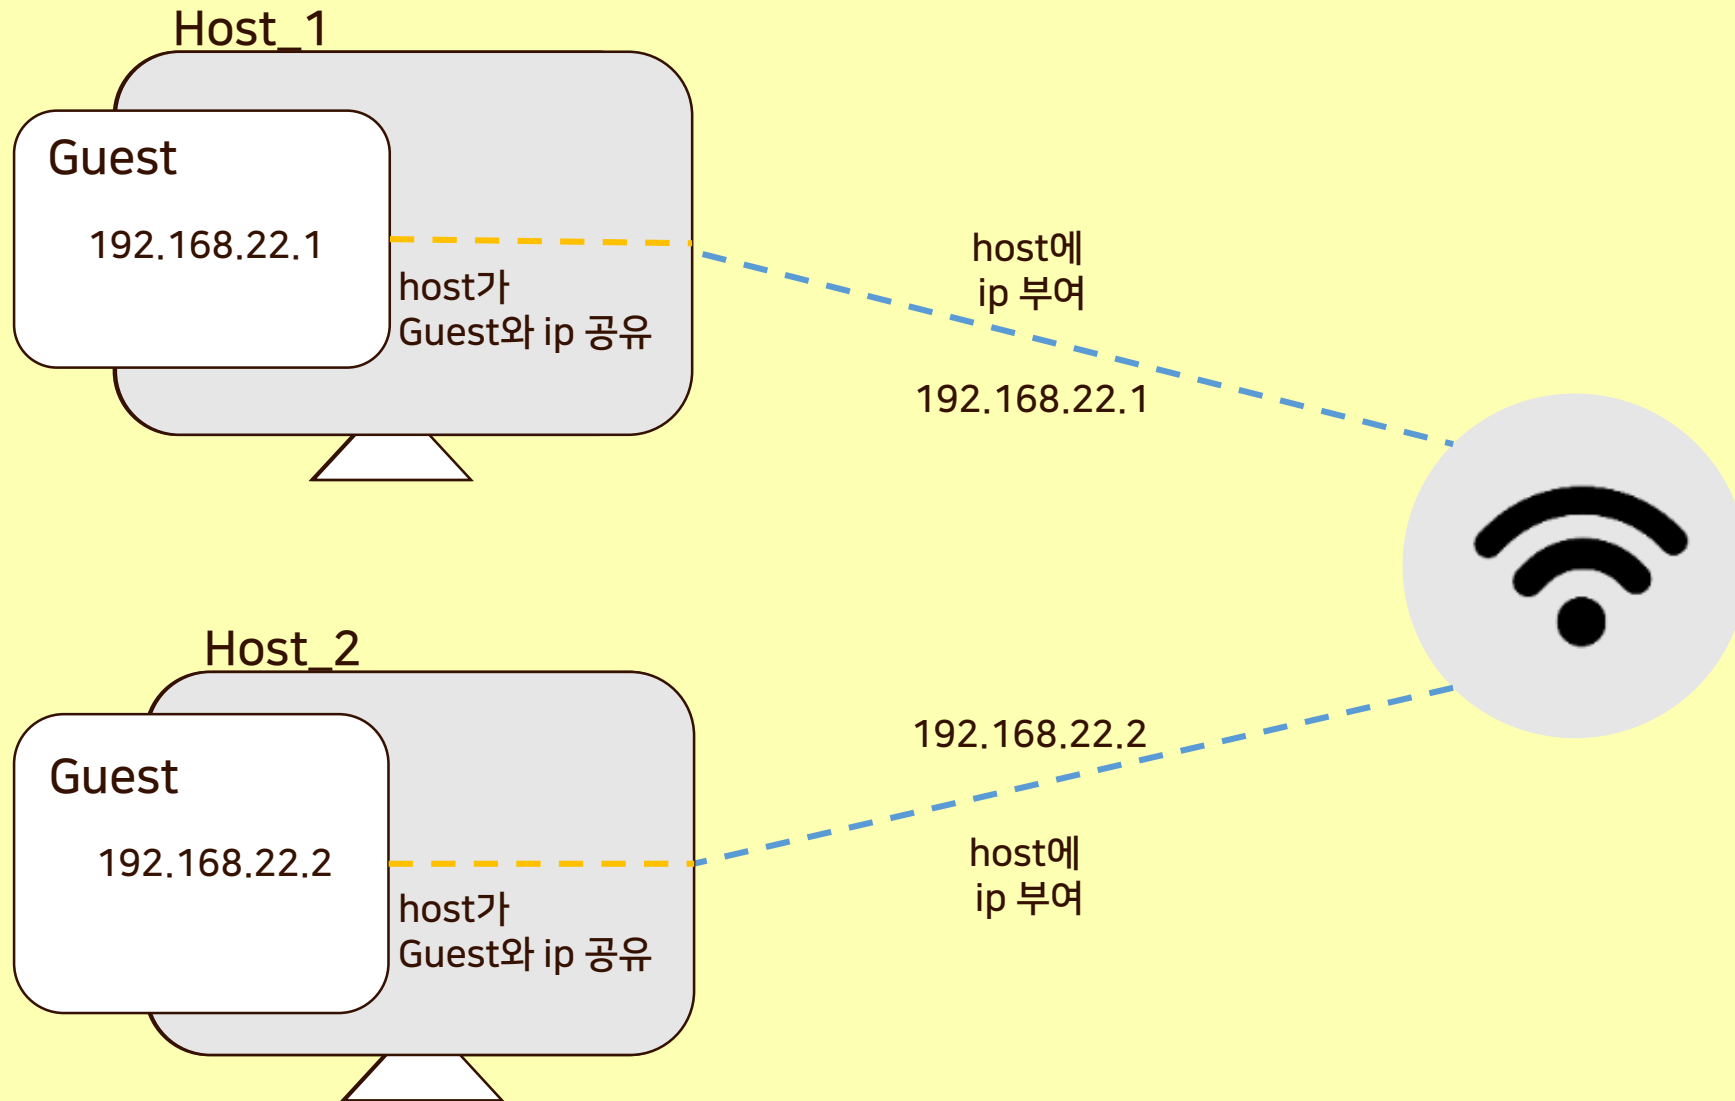 Host_1
Guest
192.168.22.1
host가
Guest와 ip 공유
host에
ip 부여
192.168.22.1
Host_2
Guest
192.168.22.2
host가
Guest와 ip 공유
192.168.22.2
host에
ip 부여